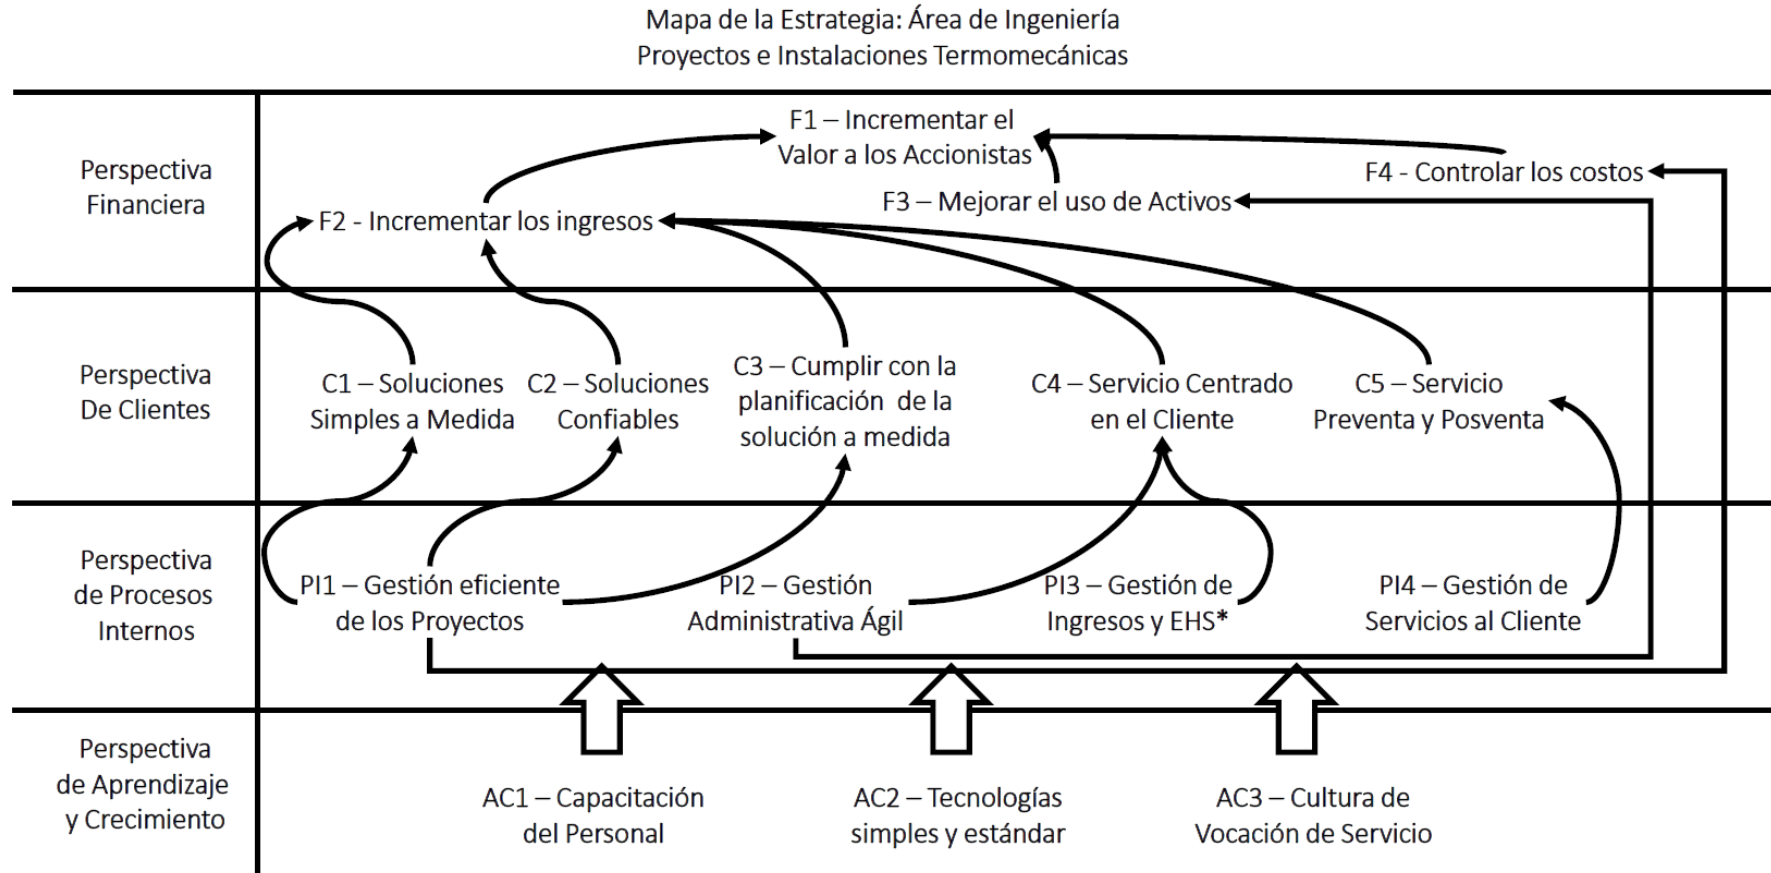 Mapa de la Estrategia: Área de Ingeniería
Proyectos e Instalaciones Termomecánicas
Perspectiva
Financiera
F1 – Incrementar el
Valor a los Accionistas
F4 - Controlar los costos
F3 – Mejorar el uso de Activos
F2 - Incrementar los ingresos
Perspectiva
De Clientes
C1 – Soluciones
Simples a Medida
C2 – Soluciones
Confiables
C3 – Cumplir con la
planificación de la
solución a medida
C4 – Servicio Centrado
en el Cliente
C5 – Servicio
Preventa y Posventa
Perspectiva
de Procesos
Internos
PI1 – Gestión eficiente
de los Proyectos
PI2 – Gestión
Administrativa Ágil
PI3 – Gestión de
Ingresos y EHS*
PI4 – Gestión de
Servicios al Cliente
Perspectiva
de Aprendizaje
y Crecimiento
AC1 – Capacitación
del Personal
AC2 – Tecnologías
simples y estándar
AC3 – Cultura de
Vocación de Servicio